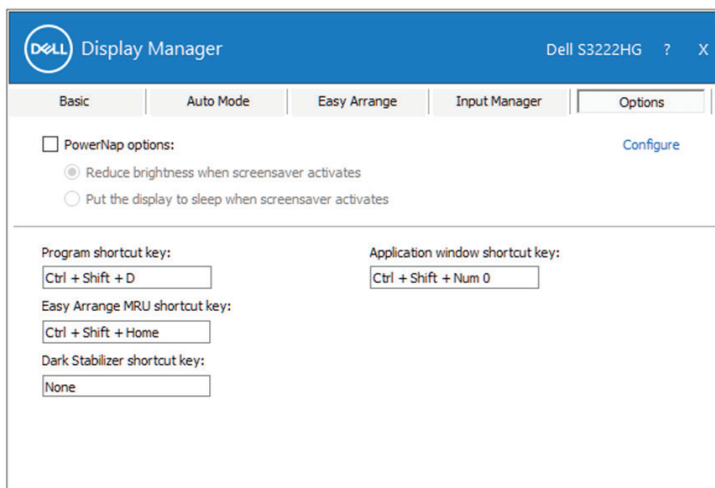 DELL Display Manager Dell S3222HG ? X
Basic Auto Mode Easy Arrange Input Manager Options
PowerNap options: Configure
Reduce brightness when screensaver activates
Put the display to sleep when screensaver activates
Program shortcut key: Application window shortcut key:
Ctrl + Shift + D Ctrl + Shift + Num 0
Easy Arrange MRU shortcut key:
Ctrl + Shift + Home
Dark Stabilizer shortcut key:
None